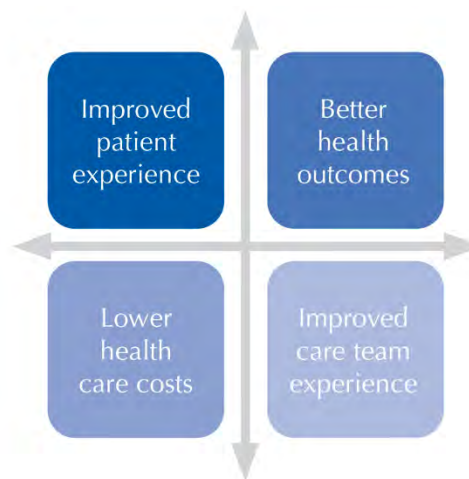 Improved
patient
experience
Better
health
outcomes
Lower
health
care costs
Improved
care team
experience